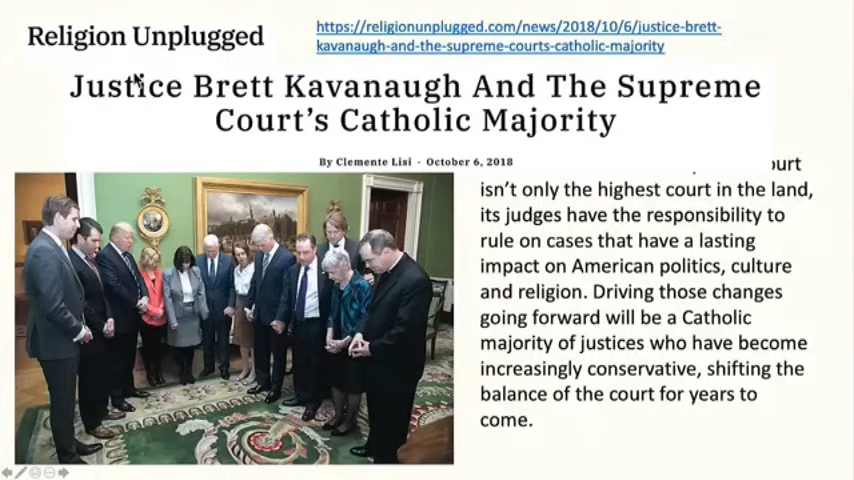 Religion Unplugged
https://religionunplugged.com/news/2018/10/6/justice-brett-
kavanaugh-and-the-supreme-courts-catholic-majority
Justice Brett Kavanaugh And The Supreme
Court's Catholic Majority
By Clemente Lisi · October 6, 2018
isn't only the highest court in the land,
its judges have the responsibility to
rule on cases that have a lasting
impact on American politics, culture
and religion. Driving those changes
going forward will be a Catholic
majority of justices who have become
increasingly conservative, shifting the
balance of the court for years to
come.